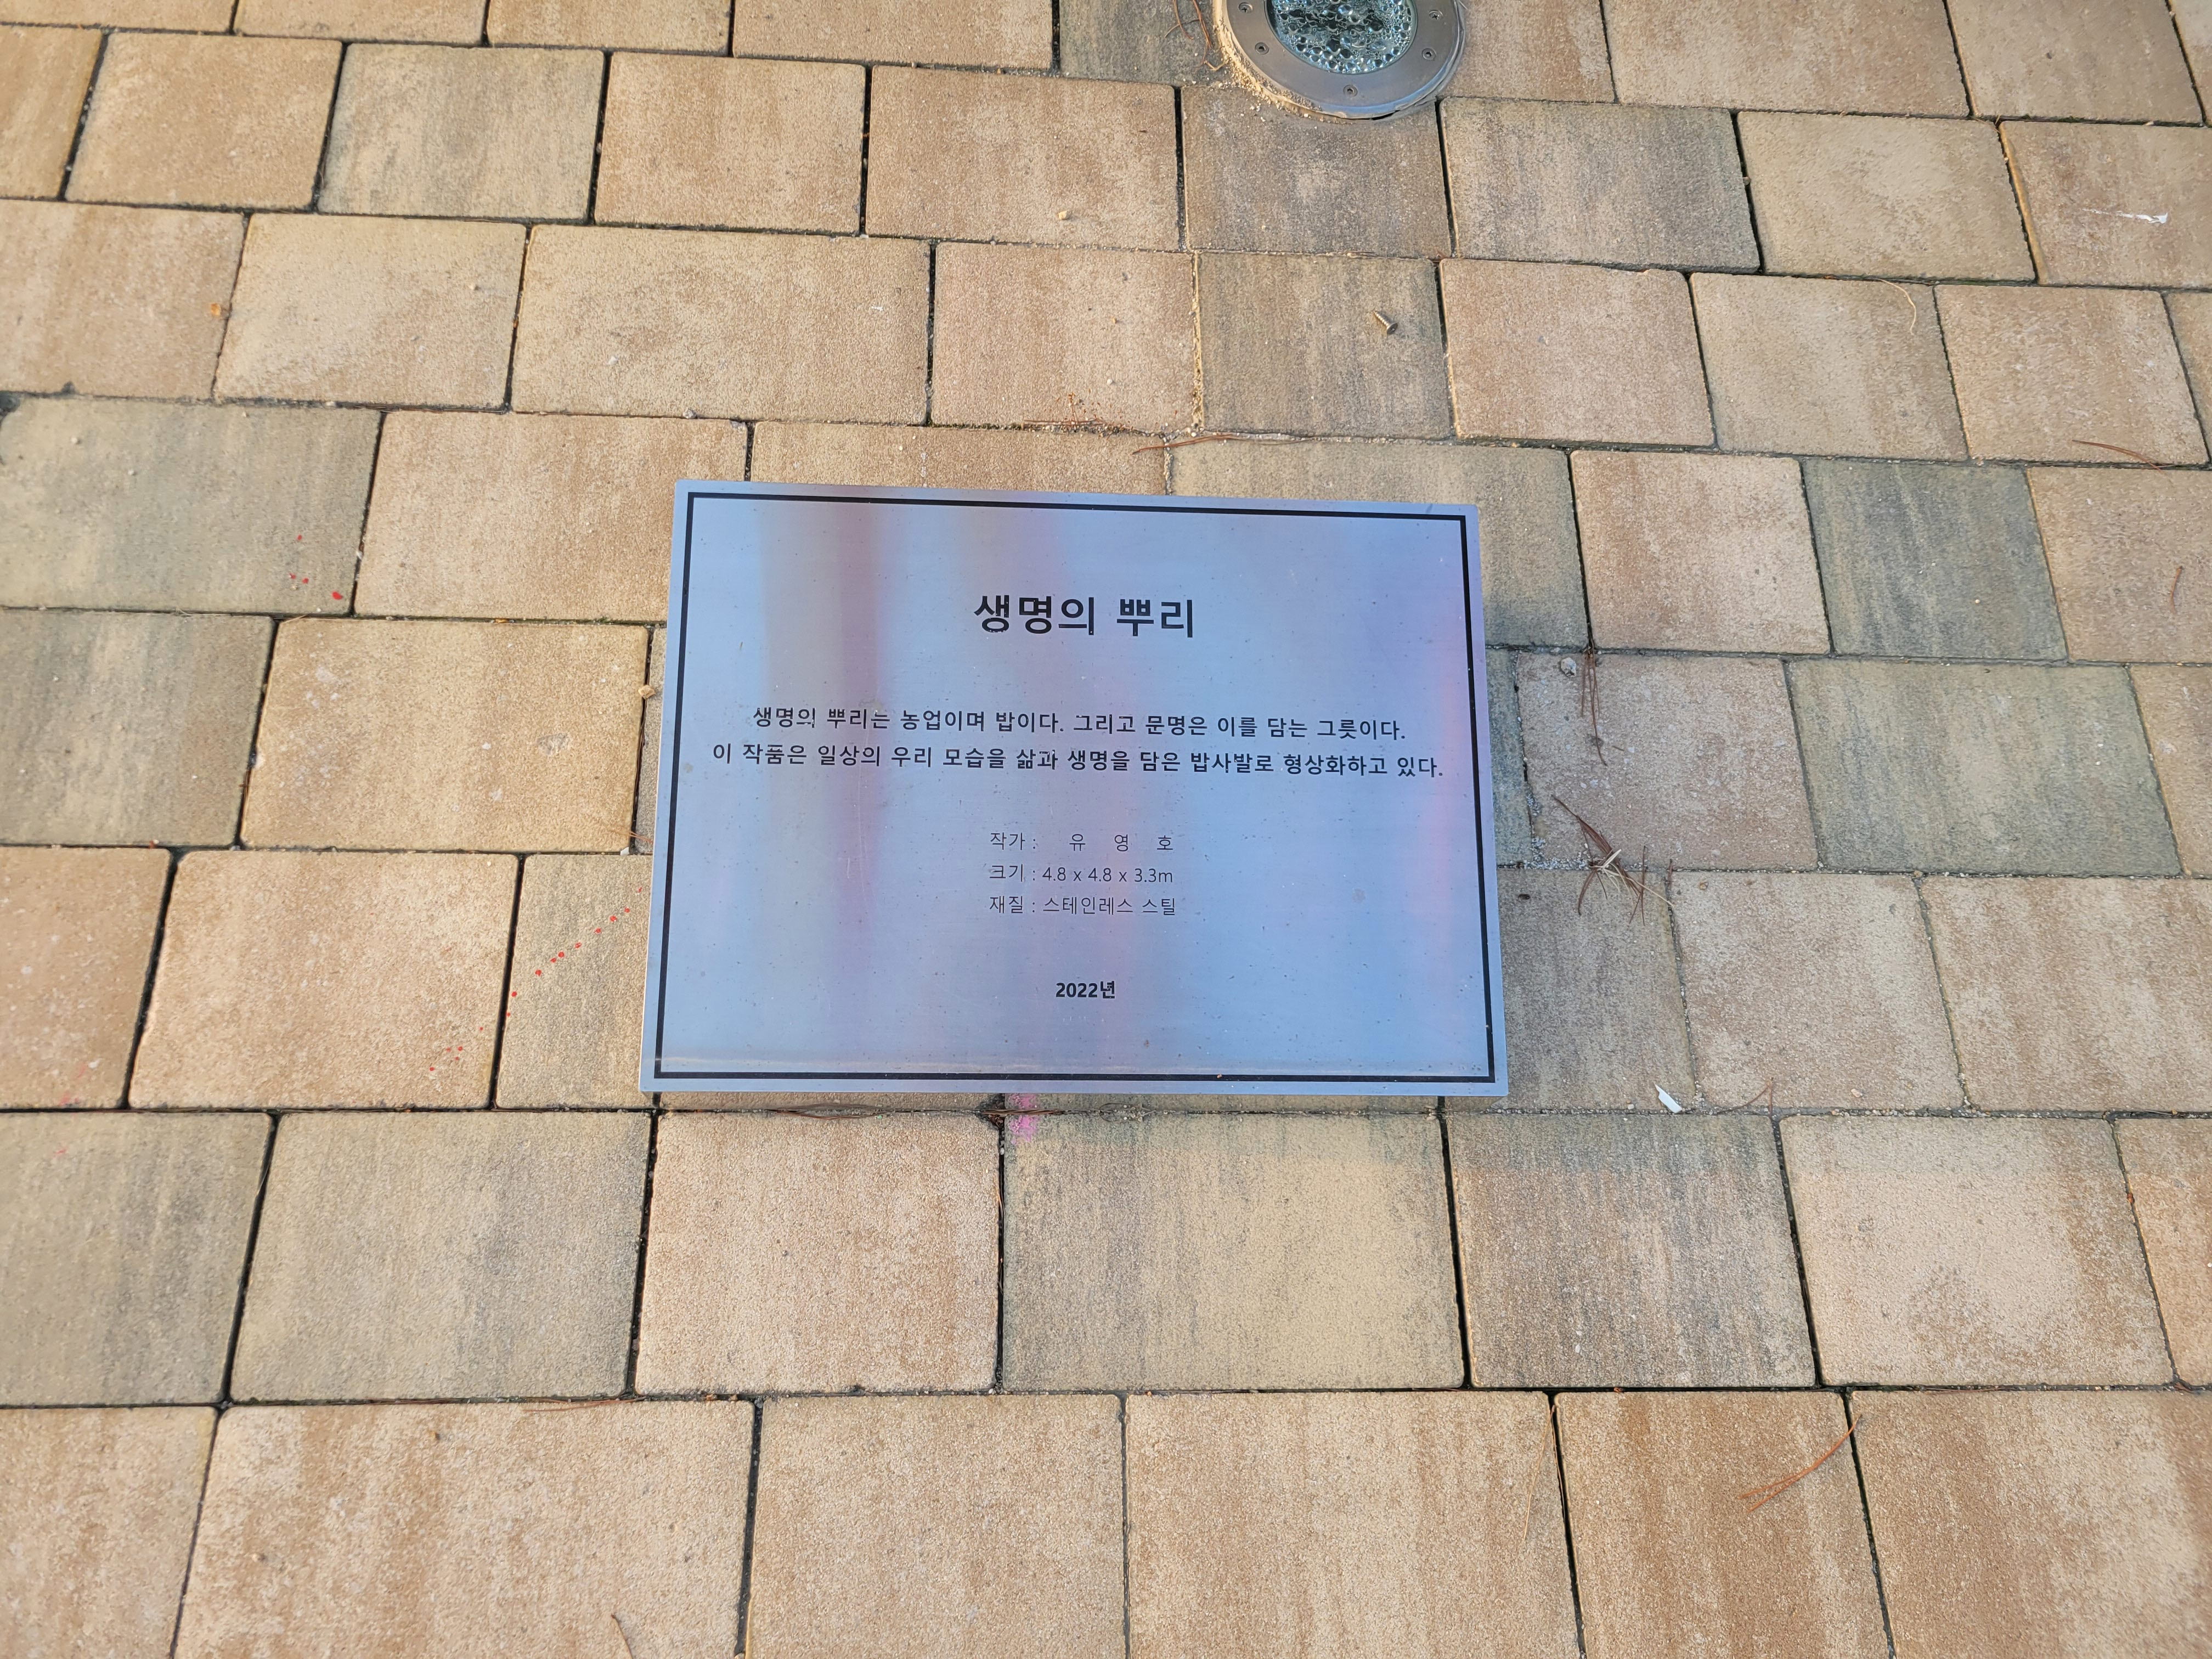 생명의 뿌리
생명의 뿌리는 농업이며 밥이다. 그리고 문명은 이를 담는 그릇이다.
이 작품은 일상의 우리 모습을 삶과 생명을 담은 밥사발로 형상화하고 있다.
작가 : 유 영 호
크기 : 4.8 x 4.8 x 3.3m
재질 : 스테인레스 스틸
2022년